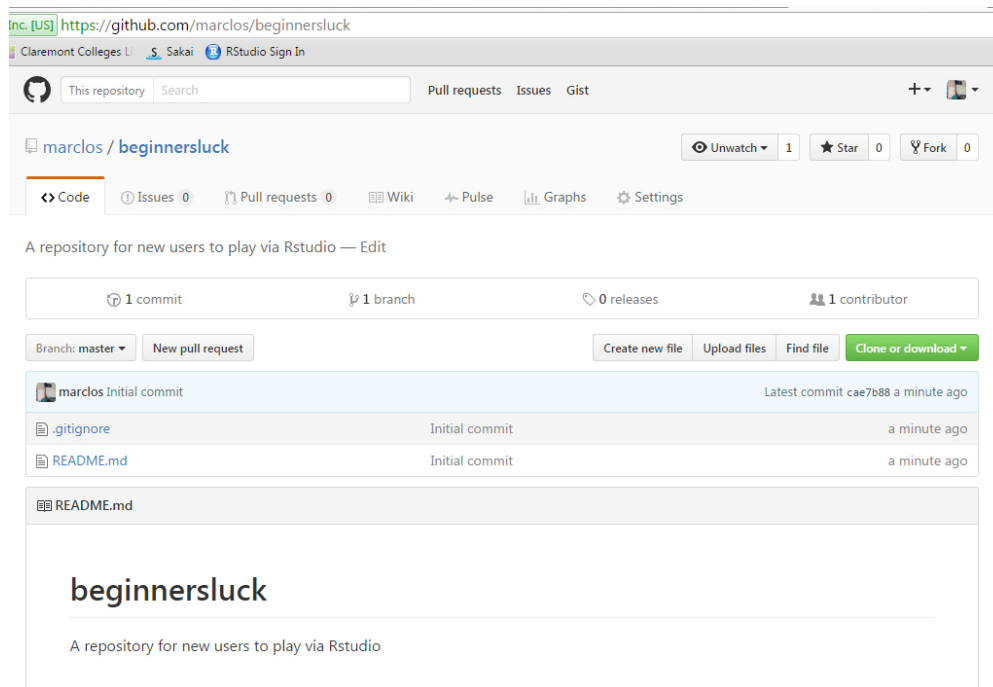 Inc. [US] https://github.com/marclos/beginnersluck
Claremont Colleges Li S Sakai R RStudio Sign In
This repository Search Pull requests Issues Gist
marclos / beginnersluck Unwatch 1 Star 0 Fork 0
Code Issues 0 Pull requests 0 Wiki Pulse Graphs Settings
A repository for new users to play via Rstudio — Edit
1 commit 1 branch 0 releases 1 contributor
Branch: master New pull request Create new file Upload files Find file Clone or download
marclos Initial commit Latest commit cae7b88 a minute ago
.gitignore Initial commit a minute ago
README.md Initial commit a minute ago
README.md
beginnersluck
A repository for new users to play via Rstudio